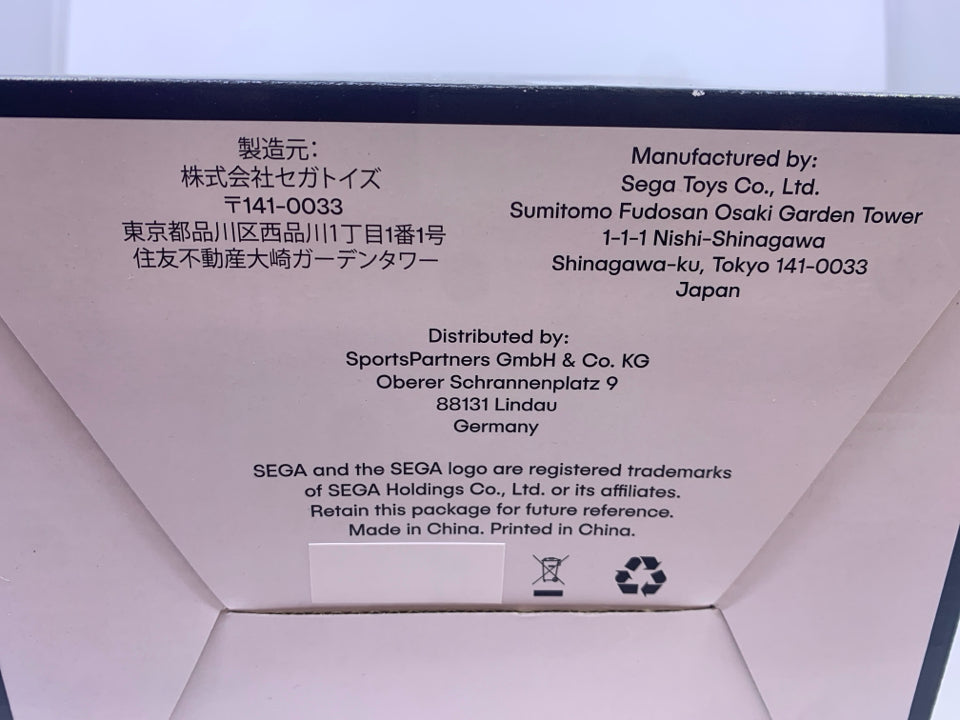 製造元：
株式会社セガトイズ
〒141-0033
東京都品川区西品川1丁目1番1号
住友不動産大崎ガーデンタワー
Manufactured by:
Sega Toys Co., Ltd.
Sumitomo Fudosan Osaki Garden Tower
1-1-1 Nishi-Shinagawa
Shinagawa-ku, Tokyo 141-0033
Japan
Distributed by:
SportsPartners GmbH & Co. KG
Oberer Schrannenplatz 9
88131 Lindau
Germany
SEGA and the SEGA logo are registered trademarks
of SEGA Holdings Co., Ltd. or its affiliates.
Retain this package for future reference.
Made in China. Printed in China.